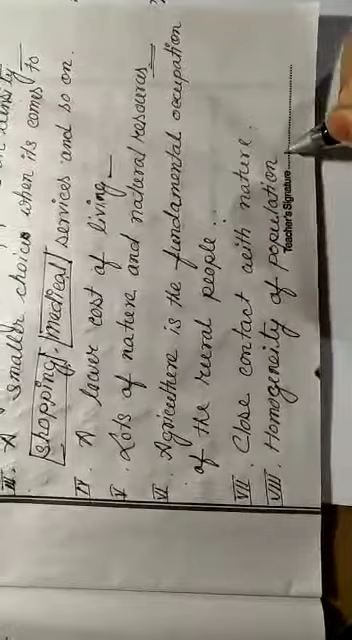 density
III. A smaller choices when its comes to
shopping, medical services and so on.
IV. A lower cost of living
V. Lots of nature and natural resources
VI. Agriculture is the fundamental occupation
of the rural people.
VII. Close contact with nature.
VIII. Homogeneity of population
Teacher's Signature